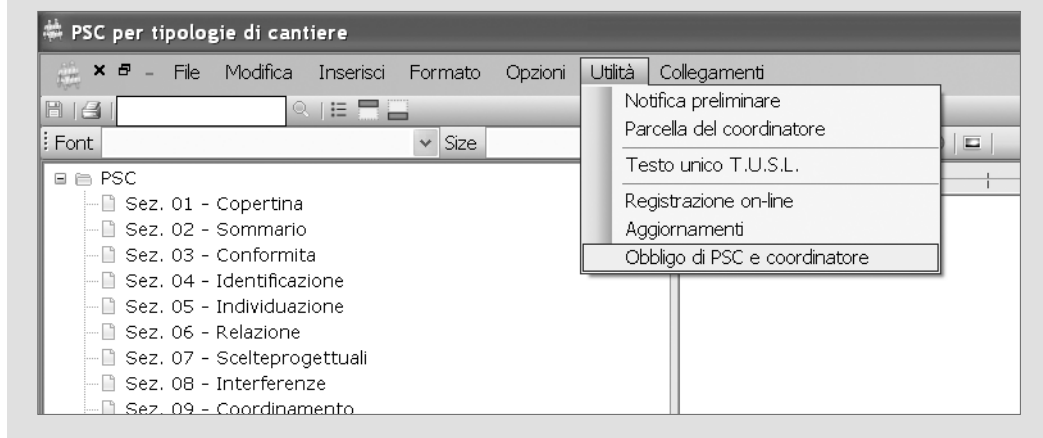 PSC per tipologie di cantiere
File Modifica Inserisci Formato Opzioni Utilità Collegamenti
Notifica preliminare
Parcella del coordinatore
Testo unico T.U.S.L.
Registrazione on-line
Aggiornamenti
Obbligo di PSC e coordinatore
Font Size
PSC
Sez. 01 - Copertina
Sez. 02 - Sommario
Sez. 03 - Conformita
Sez. 04 - Identificazione
Sez. 05 - Individuazione
Sez. 06 - Relazione
Sez. 07 - Scelteprogettuali
Sez. 08 - Interferenze
Sez. 09 - Coordinamento